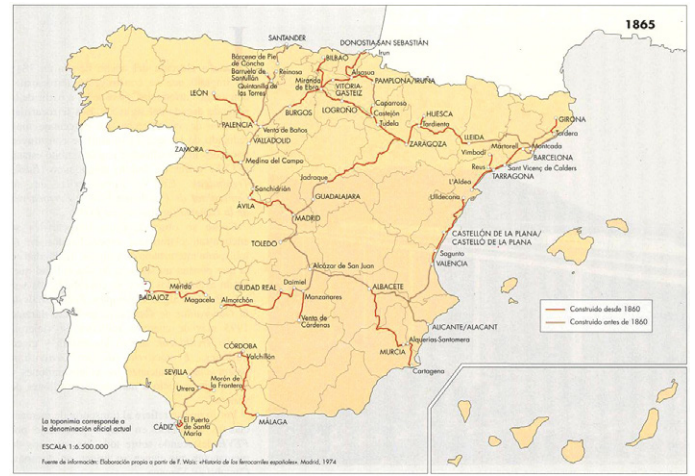 1865
SANTANDER
DONOSTIA-SAN SEBASTIÁN
Irun
BILBAO
Bárcena de Pie
de Concha
Barruelo de
Santullán
Reinosa
Quintanilla de
las Torres
Miranda
de Ebro
Alsasua
VITORIA-
GASTEIZ
PAMPLONA/IRUÑA
LEÓN
BURGOS
LOGROÑO
Caparroso
Castejón
Tudela
HUESCA
Tardienta
GIRONA
Tordera
PALENCIA
Venta de Baños
VALLADOLID
ZARAGOZA
LLEIDA
Vimbodí
Martorell
Montcada
BARCELONA
ZAMORA
Medina del Campo
Reus
Sant Vicenç de Calders
TARRAGONA
L'Aldea
Ulldecona
Jadraque
GUADALAJARA
Sanchidrián
ÁVILA
MADRID
TOLEDO
CASTELLÓN DE LA PLANA/
CASTELLÓ DE LA PLANA
Sagunto
VALENCIA
Alcázar de San Juan
Mérida
BADAJOZ
Magacela
CIUDAD REAL
Almorchón
Daimiel
Manzanares
Venta de
Cárdenas
ALBACETE
ALICANTE/ALACANT
Alquerías-Santomera
MURCIA
Cartagena
Construido desde 1860
Construido antes de 1860
CÓRDOBA
Valchillón
SEVILLA
Utrera
Morón de
la Frontera
CÁDIZ
El Puerto
de Santa
María
MÁLAGA
La toponimia corresponde a
la denominación oficial actual
ESCALA 1:6.500.000
Fuente de información: Elaboración propia a partir de F. Wais: «Historia de los ferrocarriles españoles». Madrid, 1974